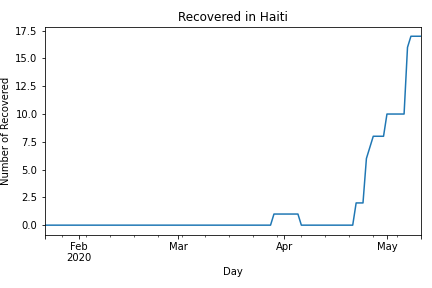 Recovered in Haiti
Number of Recovered
17.5
15.0
12.5
10.0
7.5
5.0
2.5
0.0
Feb
2020
Mar
Apr
May
Day